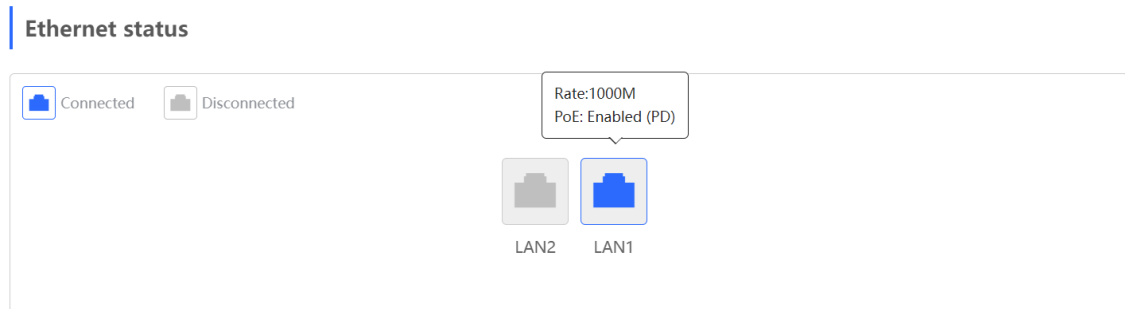 Ethernet status
Connected
Disconnected
Rate:1000M
PoE: Enabled (PD)
LAN2
LAN1